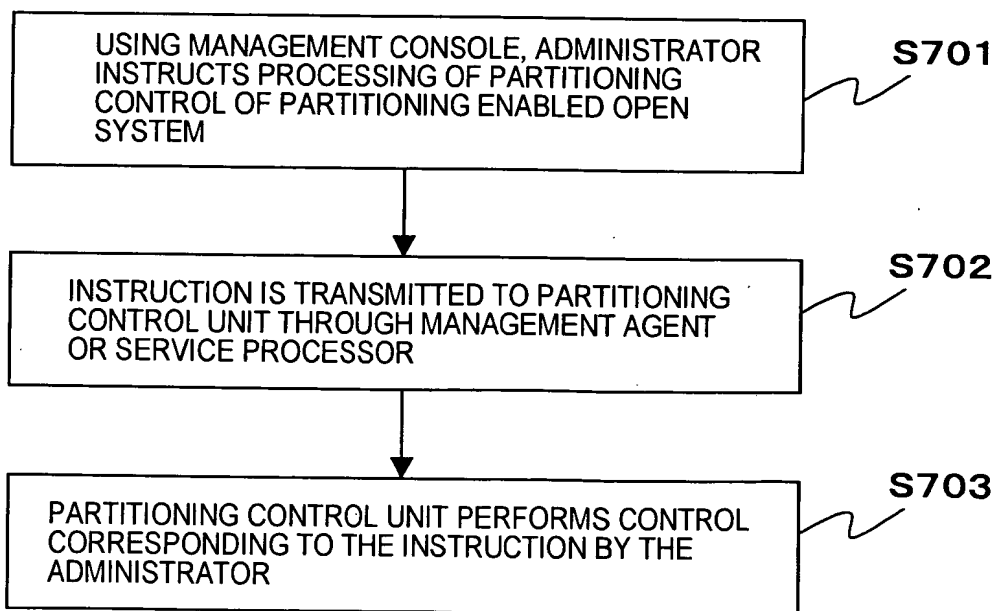 USING MANAGEMENT CONSOLE, ADMINISTRATOR
INSTRUCTS PROCESSING OF PARTITIONING
CONTROL OF PARTITIONING ENABLED OPEN
SYSTEM
S701
INSTRUCTION IS TRANSMITTED TO PARTITIONING
CONTROL UNIT THROUGH MANAGEMENT AGENT
OR SERVICE PROCESSOR
S702
PARTITIONING CONTROL UNIT PERFORMS CONTROL
CORRESPONDING TO THE INSTRUCTION BY THE
ADMINISTRATOR
S703